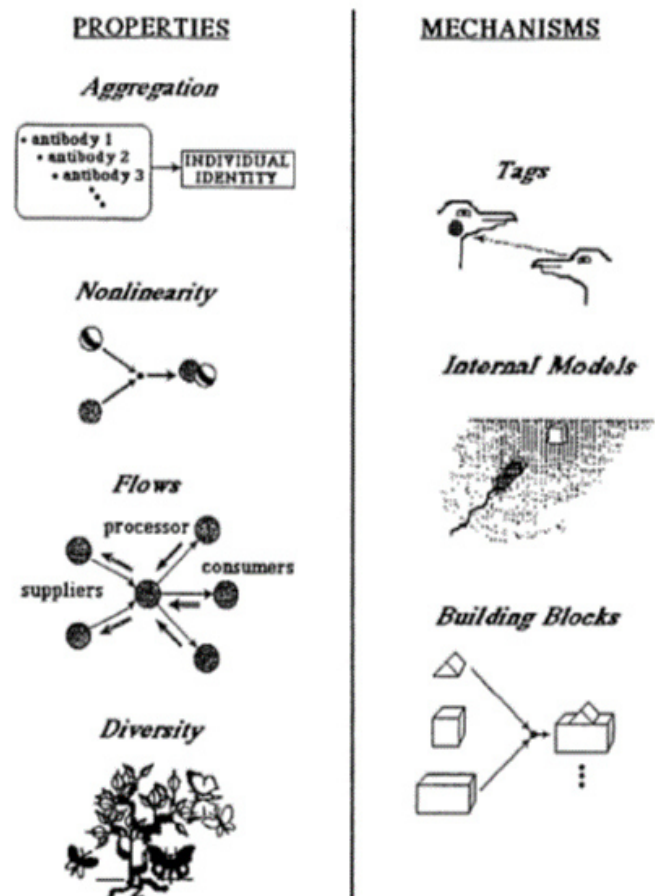 PROPERTIES
Aggregation
• antibody 1
• antibody 2
• antibody 3
INDIVIDUAL
IDENTITY
Nonlinearity
Flows
processor
consumers
suppliers
Diversity
MECHANISMS
Tags
Internal Models
Building Blocks